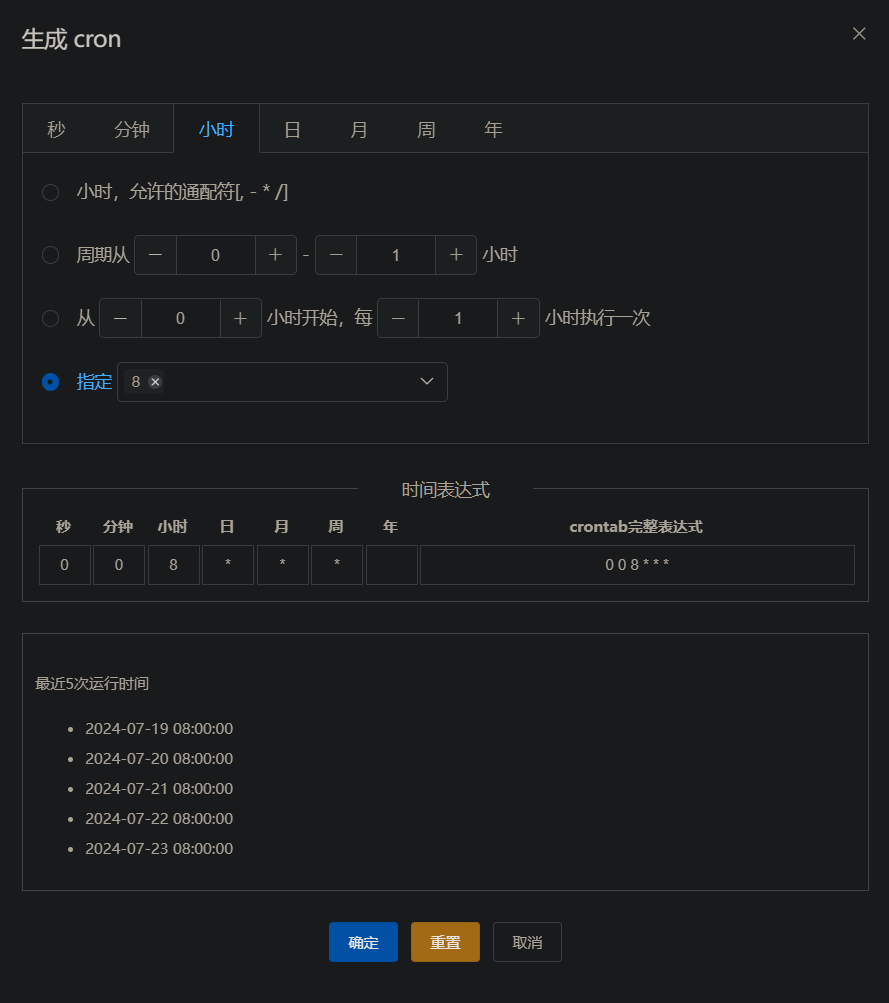 生成 cron
秒 分钟 小时 日 月 周 年
小时，允许的通配符[, - * /]
周期从 0 - 1 小时
从 0 小时开始，每 1 小时执行一次
指定 8
时间表达式
秒 分钟 小时 日 月 周 年 crontab完整表达式
0 0 8 * * * 0 0 8 * * *
最近5次运行时间
2024-07-19 08:00:00
2024-07-20 08:00:00
2024-07-21 08:00:00
2024-07-22 08:00:00
2024-07-23 08:00:00
确定 重置 取消